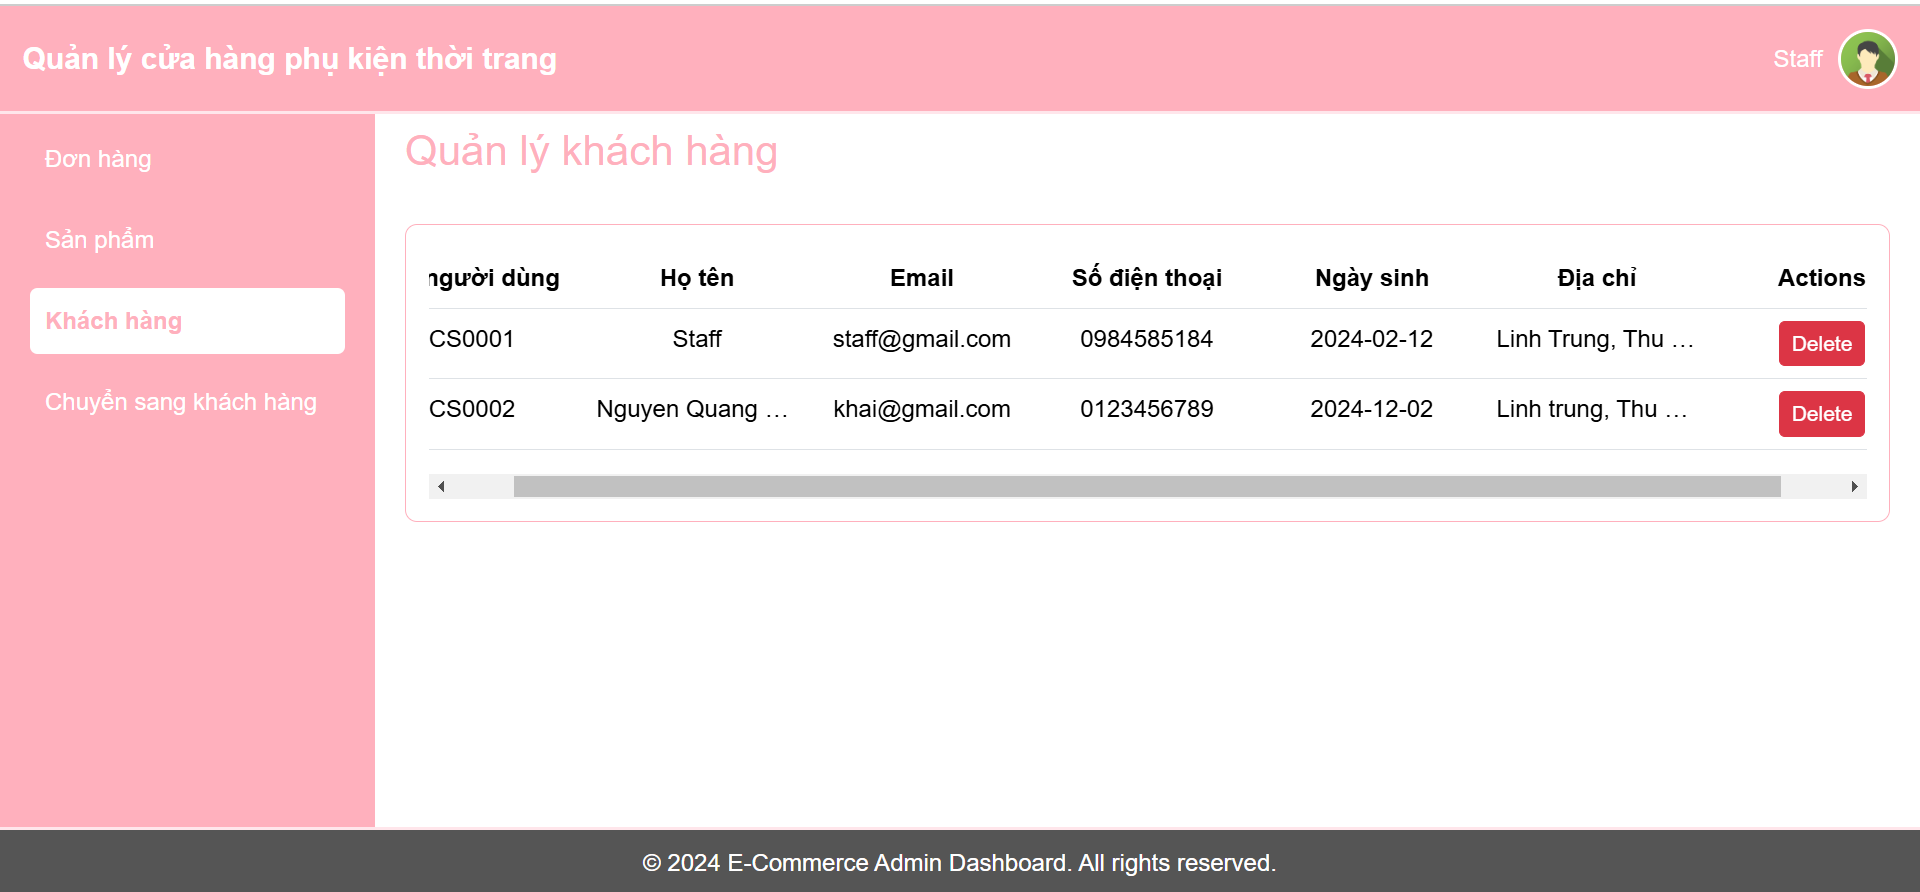 Quản lý cửa hàng phụ kiện thời trang
Staff
Đơn hàng
Sản phẩm
Khách hàng
Chuyển sang khách hàng
Quản lý khách hàng
người dùng Họ tên Email Số điện thoại Ngày sinh Địa chỉ Actions
CS0001 Staff staff@gmail.com 0984585184 2024-02-12 Linh Trung, Thu … Delete
CS0002 Nguyen Quang … khai@gmail.com 0123456789 2024-12-02 Linh trung, Thu … Delete
© 2024 E-Commerce Admin Dashboard. All rights reserved.